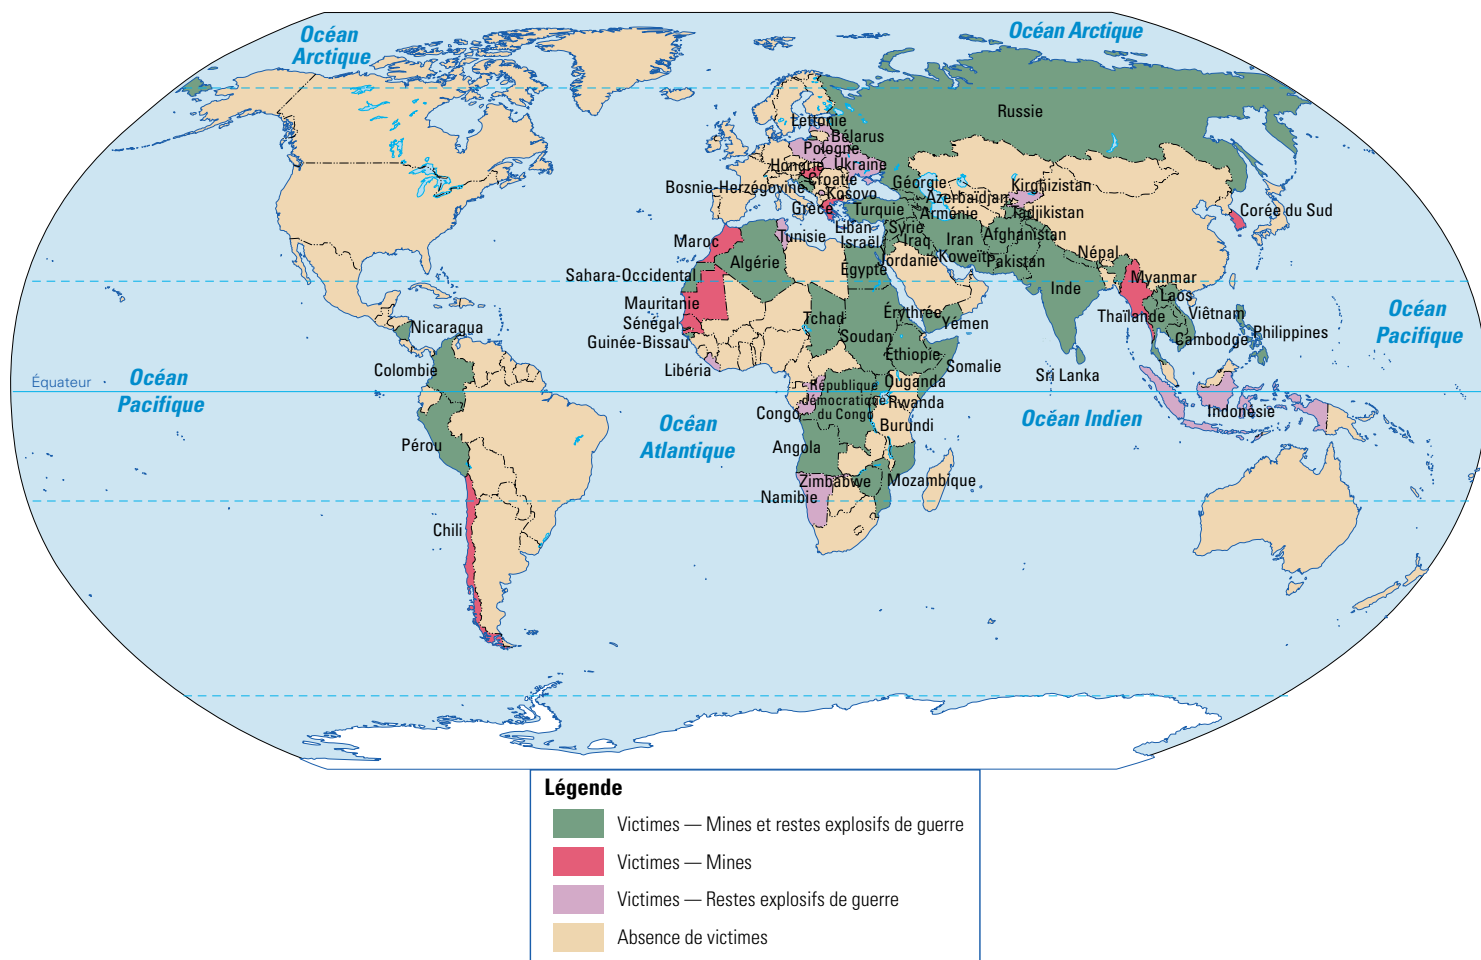 Océan
Arctique
Océan Arctique
Russie
Lettonie
Bélarus
Pologne
Hongrie
Ukraine
Croatie
Bosnie-Herzégovine
Kosovo
Géorgie
Kirghizistan
Azerbaïdjan
Grèce
Turquie
Arménie
Tadjikistan
Corée du Sud
Maroc
Tunisie
Liban
Syrie
Israël
Iraq
Iran
Afghanistan
Algérie
Jordanie
Koweït
Pakistan
Népal
Sahara-Occidental
Égypte
Myanmar
Inde
Laos
Mauritanie
Sénégal
Guinée-Bissau
Tchad
Érythrée
Yémen
Soudan
Thaïlande
Viêtnam
Cambodge
Philippines
Océan
Pacifique
Nicaragua
Colombie
Libéria
Éthiopie
Somalie
Sri Lanka
Équateur
Océan
Pacifique
République
démocratique
du Congo
Ouganda
Rwanda
Congo
Burundi
Océan Indien
Indonésie
Océan
Atlantique
Pérou
Angola
Zimbabwe
Mozambique
Namibie
Chili
Légende
Victimes — Mines et restes explosifs de guerre
Victimes — Mines
Victimes — Restes explosifs de guerre
Absence de victimes